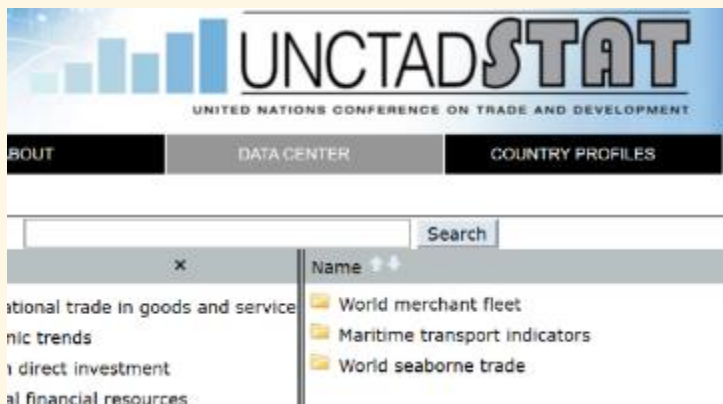 UNCTADSTAT
UNITED NATIONS CONFERENCE ON TRADE AND DEVELOPMENT
ABOUT DATA CENTER COUNTRY PROFILES
Search
× Name
ational trade in goods and service
nic trends
n direct investment
al financial resources
World merchant fleet
Maritime transport indicators
World seaborne trade